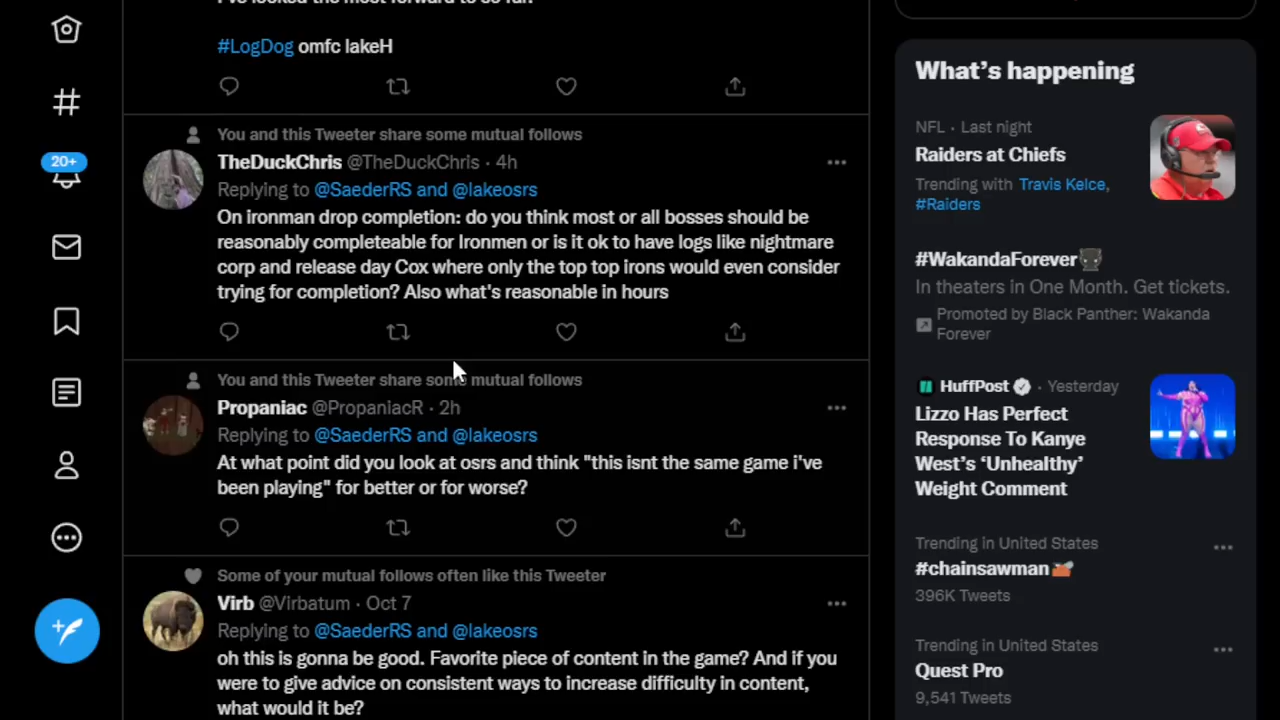 #LogDog omfc lakeH
You and this Tweeter share some mutual follows
TheDuckChris @TheDuckChris · 4h
Replying to @SaederRS and @lakeosrs
On ironman drop completion: do you think most or all bosses should be
reasonably completeable for Ironmen or is it ok to have logs like nightmare
corp and release day Cox where only the top top irons would even consider
trying for completion? Also what's reasonable in hours
You and this Tweeter share some mutual follows
Propaniac @PropaniacR · 2h
Replying to @SaederRS and @lakeosrs
At what point did you look at osrs and think "this isnt the same game i've
been playing" for better or for worse?
Some of your mutual follows often like this Tweeter
Virb @Virbatum · Oct 7
Replying to @SaederRS and @lakeosrs
oh this is gonna be good. Favorite piece of content in the game? And if you
were to give advice on consistent ways to increase difficulty in content,
what would it be?
20+
What's happening
NFL · Last night
Raiders at Chiefs
Trending with Travis Kelce,
#Raiders
#WakandaForever
In theaters in One Month. Get tickets.
Promoted by Black Panther: Wakanda
Forever
HuffPost · Yesterday
Lizzo Has Perfect
Response To Kanye
West's 'Unhealthy'
Weight Comment
Trending in United States
#chainsawman
396K Tweets
Trending in United States
Quest Pro
9,541 Tweets